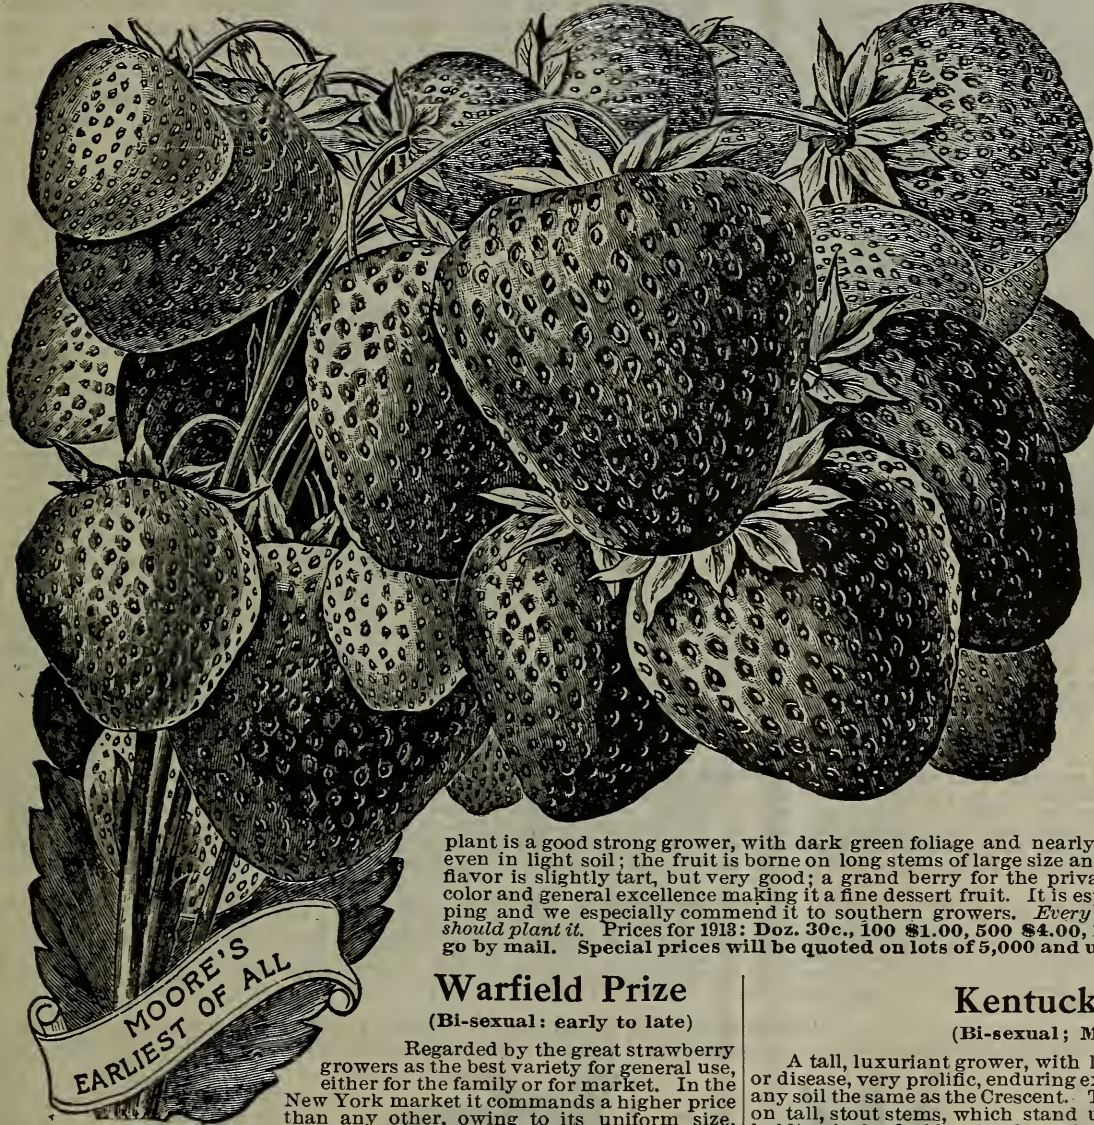 plant is a good strong grower, with dark green foliage and nearly
even in light soil; the fruit is borne on long stems of large size
flavor is slightly tart, but very good; a grand berry for the
color and general excellence making it a fine dessert fruit. It is
ping and we especially commend it to southern growers. Every
should plant it. Prices for 1913: Doz. 30c., 100 $1.00, 500 $4.00,
go by mail. Special prices will be quoted on lots of 5,000 and
MOORE'S
EARLIEST OF ALL
Warfield Prize
(Bi-sexual: early to late)
Regarded by the great strawberry
growers as the best variety for general use,
either for the family or for market. In the
New York market it commands a higher price
than any other, owing to its uniform size,
Kentuck
(Bi-sexual; M
A tall, luxuriant grower, with
or disease, very prolific, enduring
any soil the same as the Crescent.
on tall, stout stems, which stand